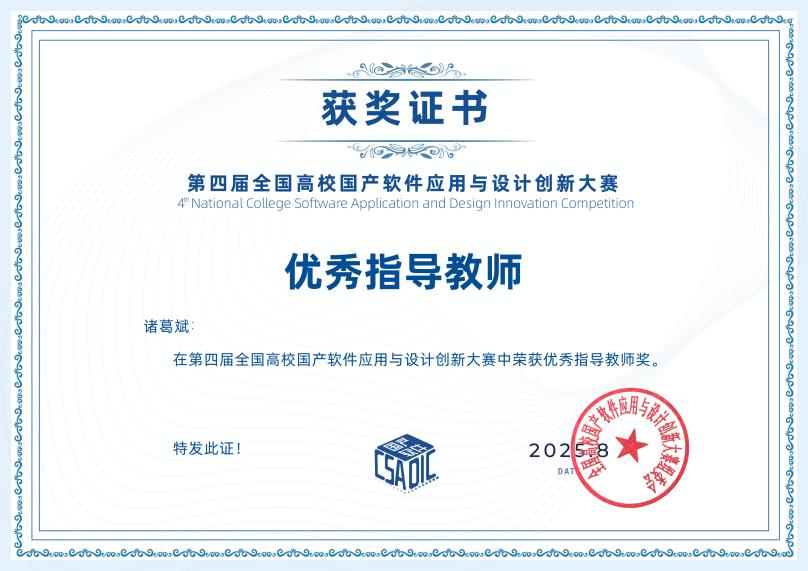 获奖证书
第四届全国高校国产软件应用与设计创新大赛
4th National College Software Application and Design Innovation Competition
优秀指导教师
诸葛斌:
在第四届全国高校国产软件应用与设计创新大赛中荣获优秀指导教师奖。
特发此证!
国产软件
CSADIC
2025.8
DAT
全国高校国产软件应用与设计创新大赛组委会